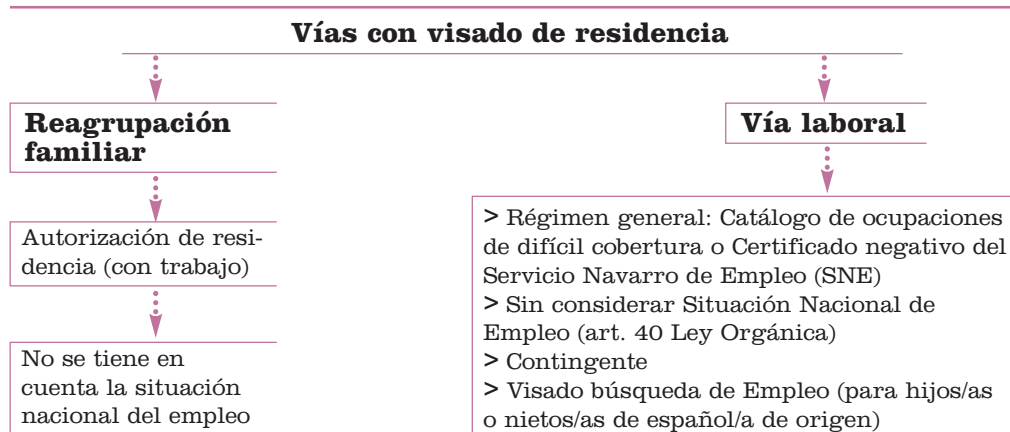 Vías con visado de residencia
Reagrupación
familiar
Autorización de resi-
dencia (con trabajo)
No se tiene en
cuenta la situación
nacional del empleo
Vía laboral
> Régimen general: Catálogo de ocupaciones
de difícil cobertura o Certificado negativo del
Servicio Navarro de Empleo (SNE)
> Sin considerar Situación Nacional de
Empleo (art. 40 Ley Orgánica)
> Contingente
> Visado búsqueda de Empleo (para hijos/as
o nietos/as de español/a de origen)